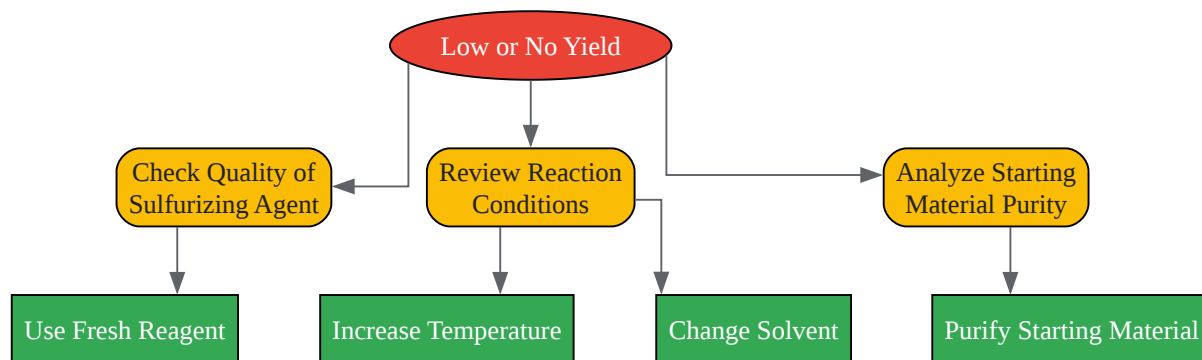 Low or No Yield
Check Quality of
Sulfurizing Agent
Review Reaction
Conditions
Analyze Starting
Material Purity
Use Fresh Reagent
Increase Temperature
Change Solvent
Purify Starting Material